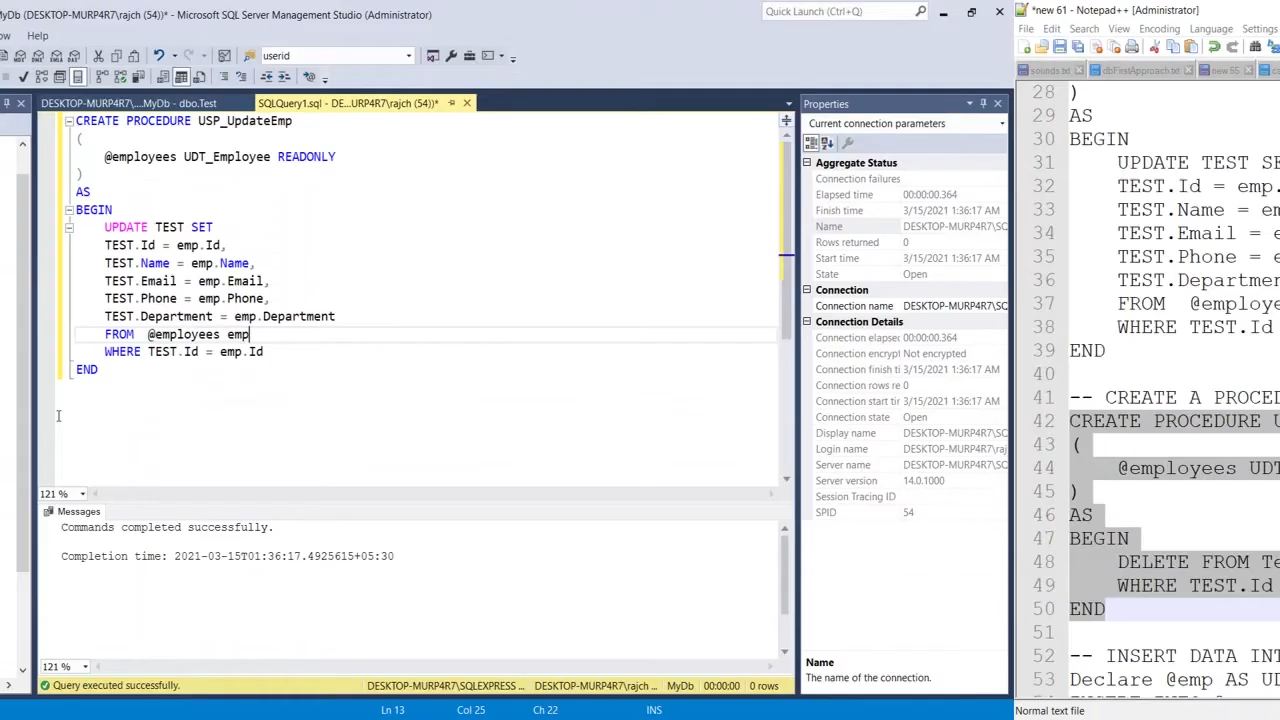 MyDb (DESKTOP-MURP4R7\rajch (54))* - Microsoft SQL Server Management Studio (Administrator)
Quick Launch (Ctrl+Q)
Help
userid
DESKTOP-MURP4R7\....MyDb - dbo.Test
SQLQuery1.sql - DE...URP4R7\rajch (54))*
CREATE PROCEDURE USP_UpdateEmp
(
@employees UDT_Employee READONLY
)
AS
BEGIN
UPDATE TEST SET
TEST.Id = emp.Id,
TEST.Name = emp.Name,
TEST.Email = emp.Email,
TEST.Phone = emp.Phone,
TEST.Department = emp.Department
FROM  @employees emp
WHERE TEST.Id = emp.Id
END
121 %
Messages
Commands completed successfully.
Completion time: 2021-03-15T01:36:17.4925615+05:30
121 %
Query executed successfully.
DESKTOP-MURP4R7\SQLEXPRESS ...
DESKTOP-MURP4R7\rajch ...
MyDb
00:00:00
0 rows
Ln 13
Col 25
Ch 22
INS
Properties
Current connection parameters
Aggregate Status
Connection failures
Elapsed time 00:00:00.364
Finish time 3/15/2021 1:36:17 AM
Name DESKTOP-MURP4R7\SQ
Rows returned 0
Start time 3/15/2021 1:36:17 AM
State Open
Connection
Connection name DESKTOP-MURP4R7\SQ
Connection Details
Connection elapse 00:00:00.364
Connection encrypt Not encrypted
Connection finish ti 3/15/2021 1:36:17 AM
Connection rows re 0
Connection start tir 3/15/2021 1:36:17 AM
Connection state Open
Display name DESKTOP-MURP4R7\SQ
Login name DESKTOP-MURP4R7\raj
Server name DESKTOP-MURP4R7\SQ
Server version 14.0.1000
Session Tracing ID
SPID 54
Name
The name of the connection.
*new 61 - Notepad++ [Administrator]
File Edit Search View Encoding Language Settings
sounds.txt
dbFirstApproach.txt
new 55
28 )
29 AS
30 BEGIN
31 UPDATE TEST SE
32 TEST.Id = emp.
33 TEST.Name = em
34 TEST.Email = e
35 TEST.Phone = e
36 TEST.Departmen
37 FROM  @employe
38 WHERE TEST.Id
39 END
40
41 -- CREATE A PROCED
42 CREATE PROCEDURE U
43 (
44 @employees UDT
45 )
46 AS
47 BEGIN
48 DELETE FROM Te
49 WHERE TEST.Id
50 END
51
52 -- INSERT DATA INT
53 Declare @emp AS UD
Normal text file